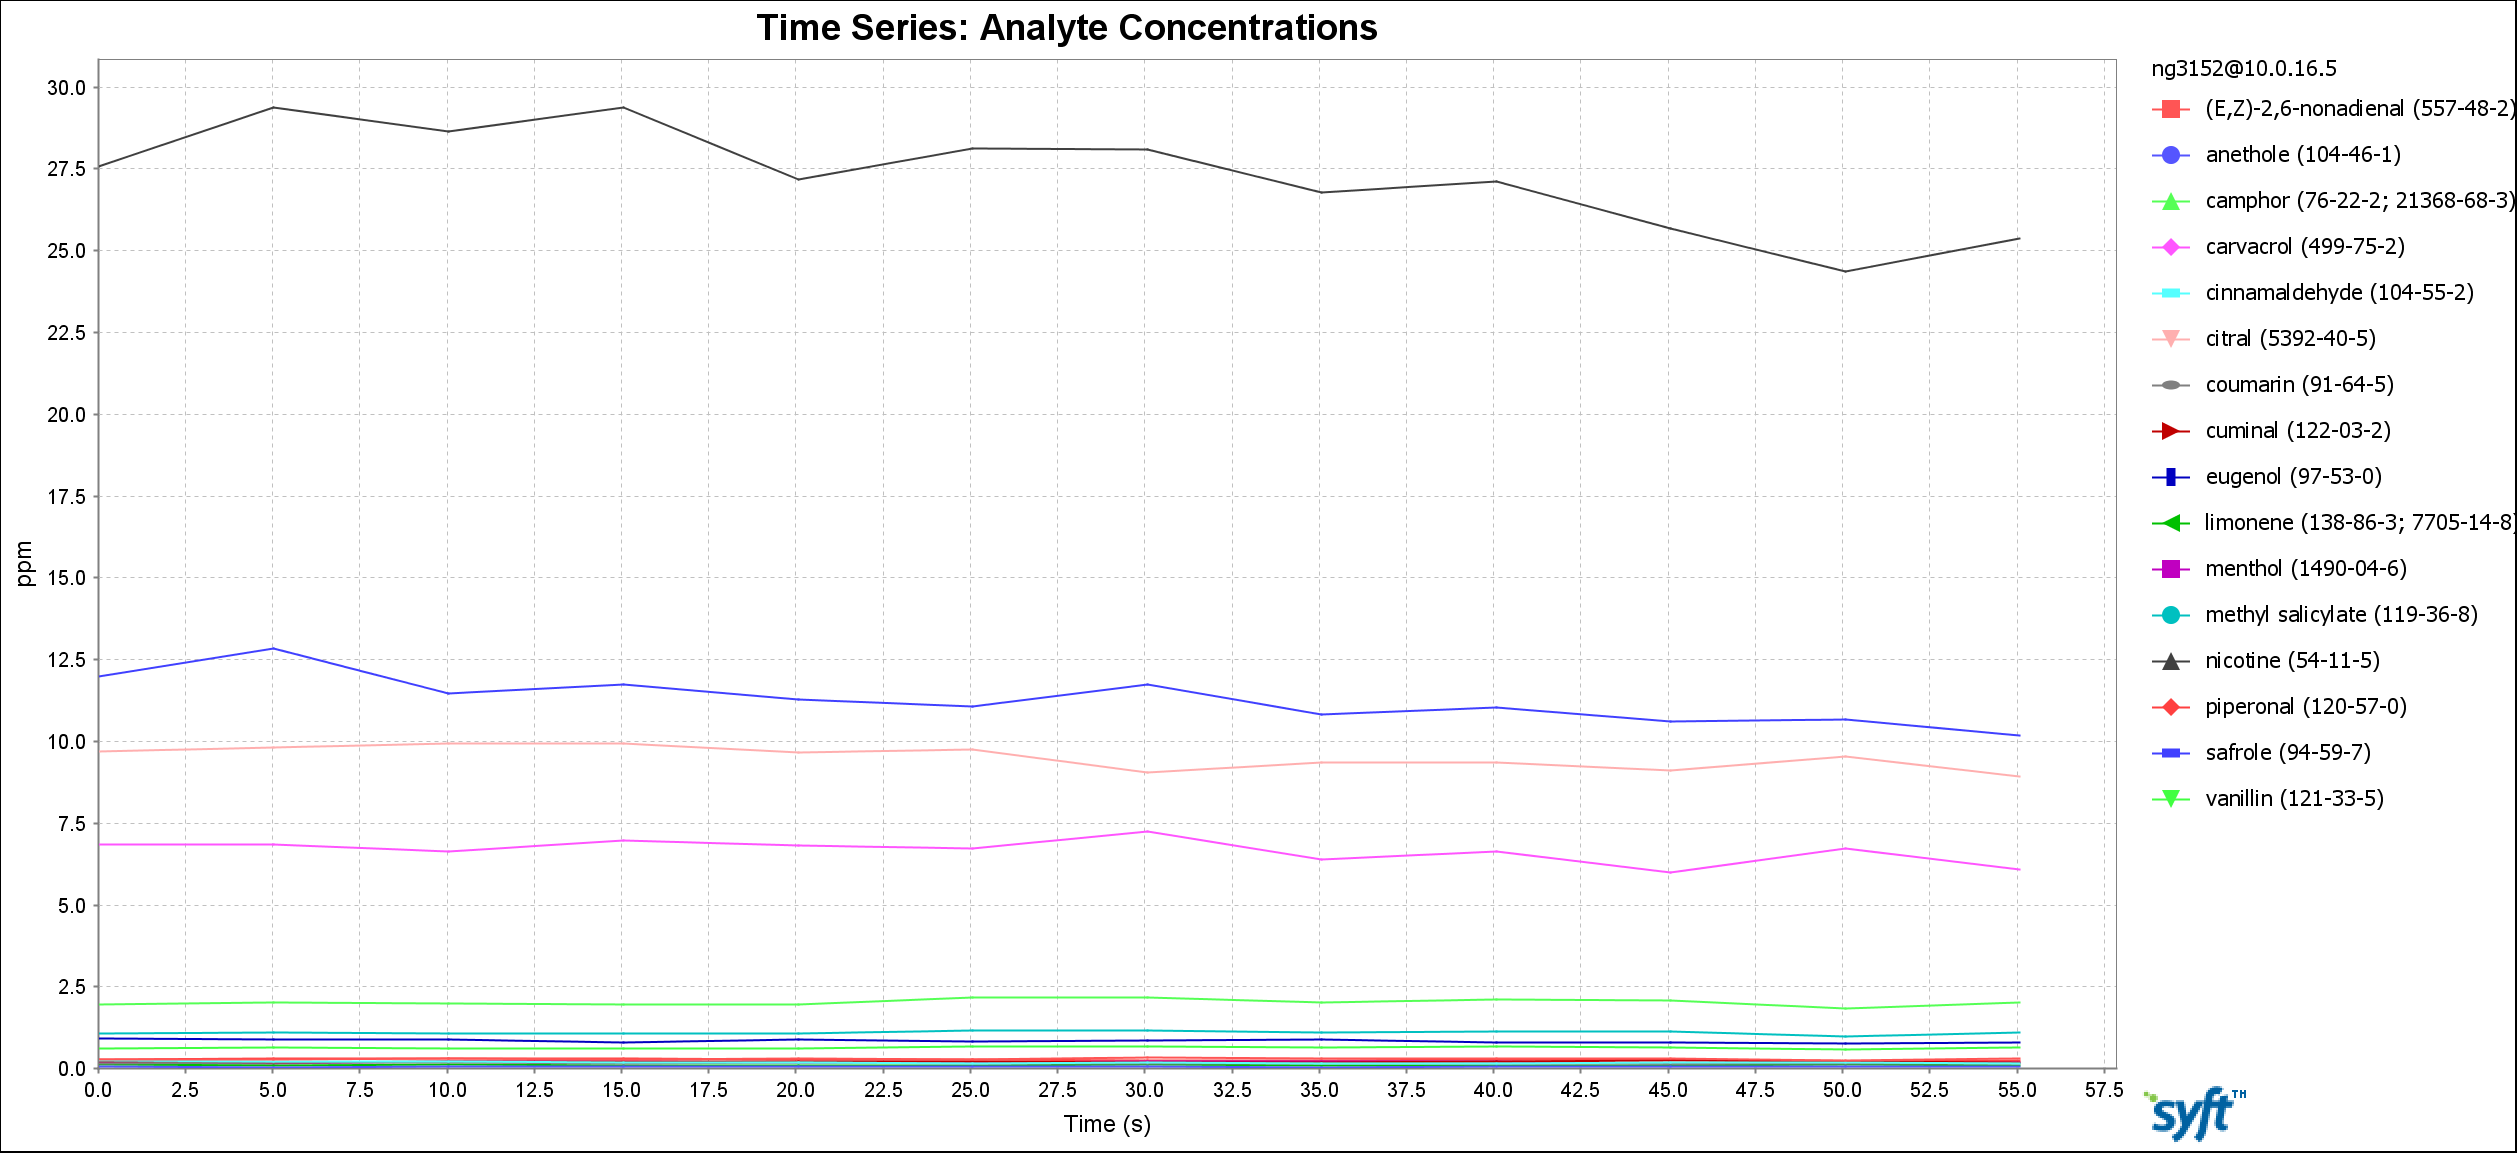 Time Series: Analyte Concentrations
ppm
30.0
27.5
25.0
22.5
20.0
17.5
15.0
12.5
10.0
7.5
5.0
2.5
0.0
0.0 2.5 5.0 7.5 10.0 12.5 15.0 17.5 20.0 22.5 25.0 27.5 30.0 32.5 35.0 37.5 40.0 42.5 45.0 47.5 50.0 52.5 55.0 57.5
Time (s)
ng3152@10.0.16.5
(E,Z)-2,6-nonadienal (557-48-2)
anethole (104-46-1)
camphor (76-22-2; 21368-68-3)
carvacrol (499-75-2)
cinnamaldehyde (104-55-2)
citral (5392-40-5)
coumarin (91-64-5)
cuminal (122-03-2)
eugenol (97-53-0)
limonene (138-86-3; 7705-14-8)
menthol (1490-04-6)
methyl salicylate (119-36-8)
nicotine (54-11-5)
piperonal (120-57-0)
safrole (94-59-7)
vanillin (121-33-5)
syft™